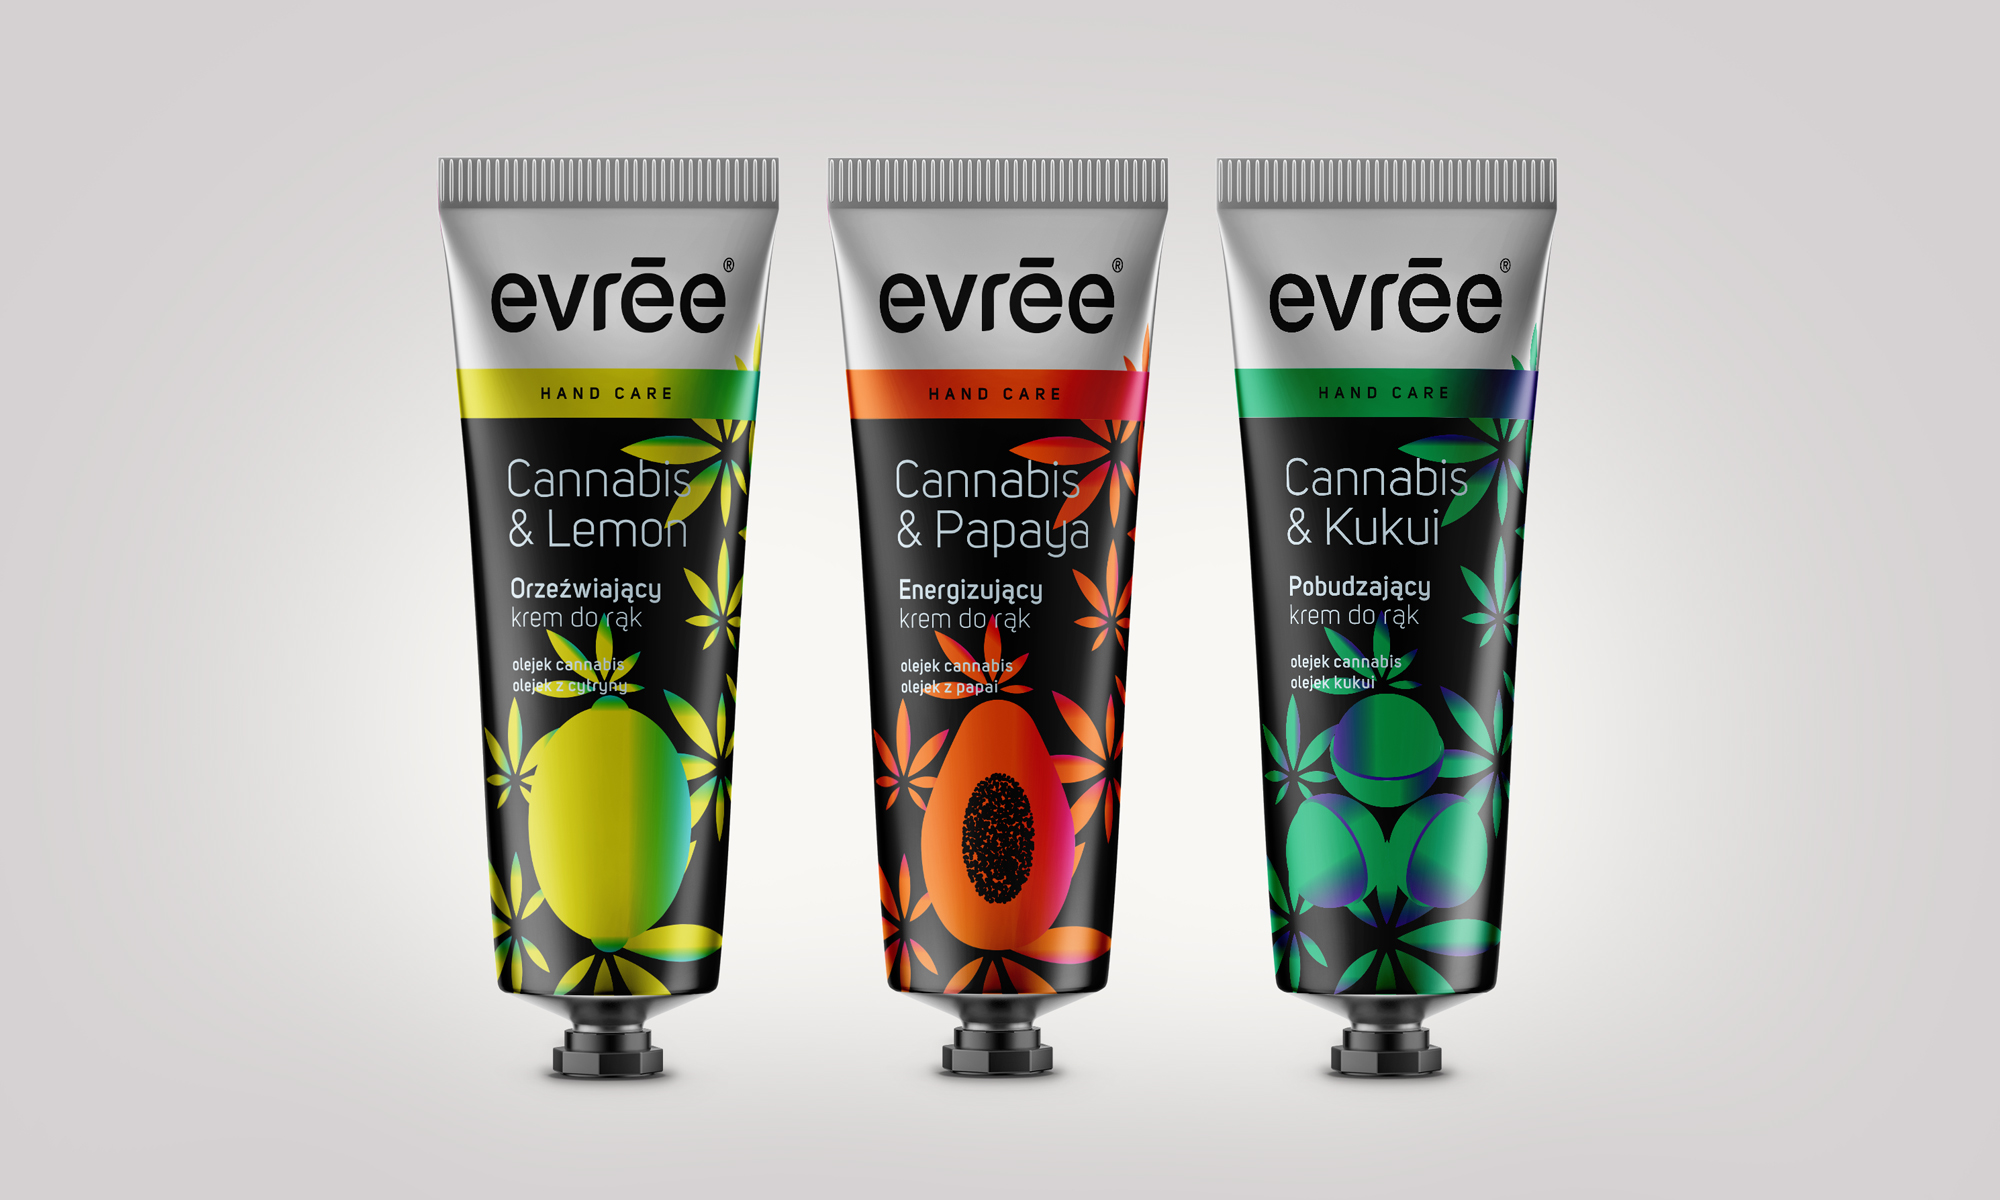 evrēe®
HAND CARE
Cannabis
& Lemon
Orzeźwiający
krem do rąk
olejek cannabis
olejek z cytryny
evrēe®
HAND CARE
Cannabis
& Papaya
Energizujący
krem do rąk
olejek cannabis
olejek z papai
evrēe®
HAND CARE
Cannabis
& Kukui
Pobudzający
krem do rąk
olejek cannabis
olejek kukui